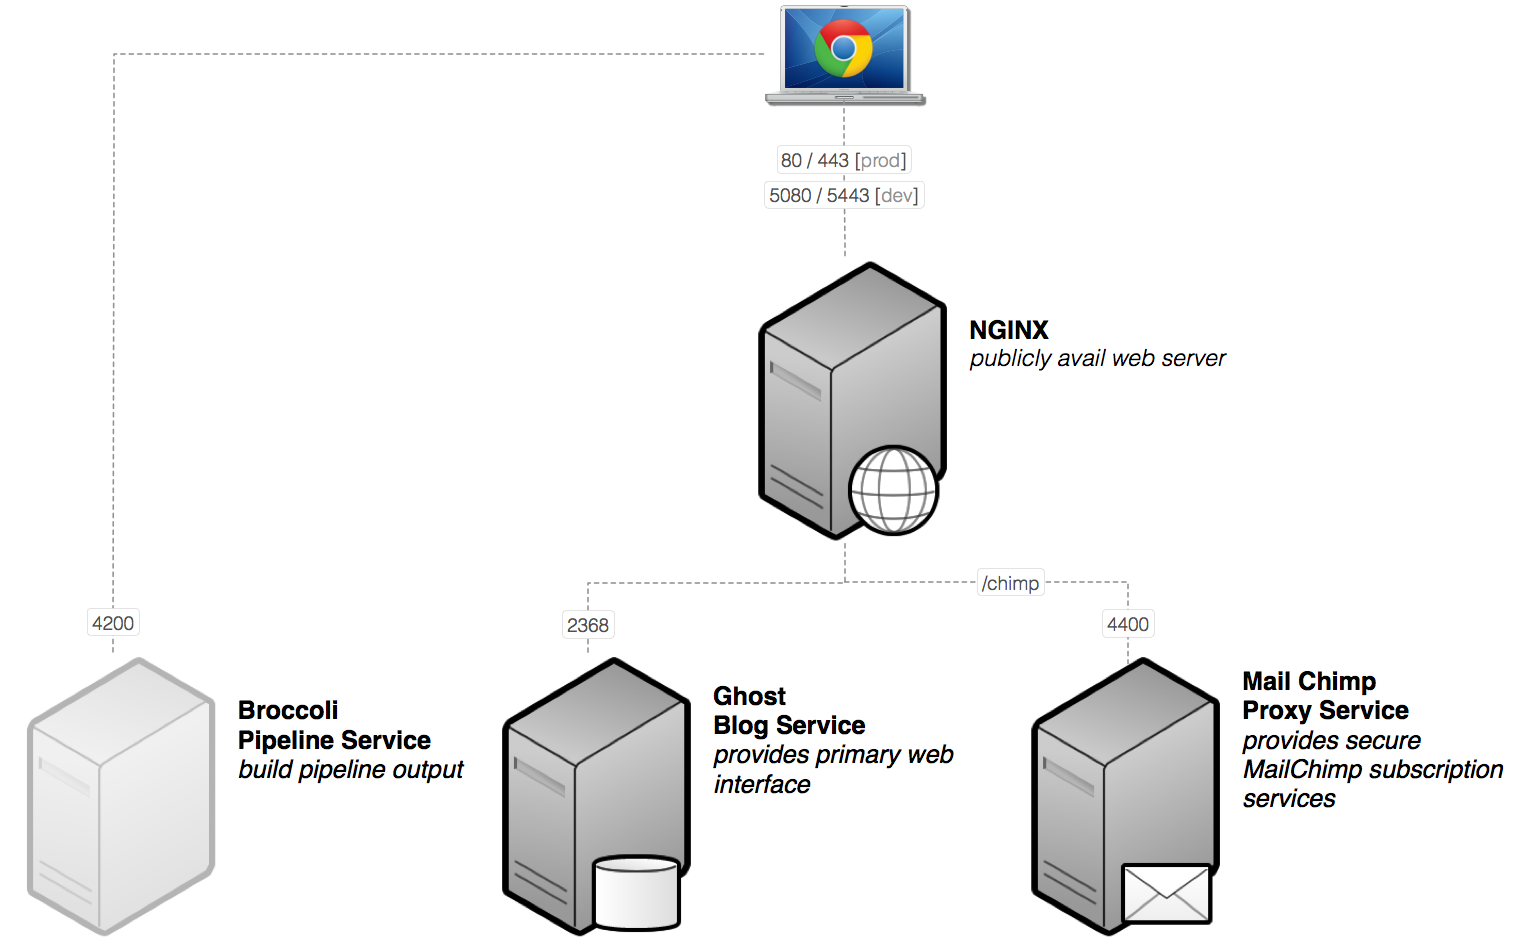 80 / 443 [prod]
5080 / 5443 [dev]
NGINX
publicly avail web server
/chimp
4200
2368
4400
Broccoli
Pipeline Service
build pipeline output
Ghost
Blog Service
provides primary web
interface
Mail Chimp
Proxy Service
provides secure
MailChimp subscription
services